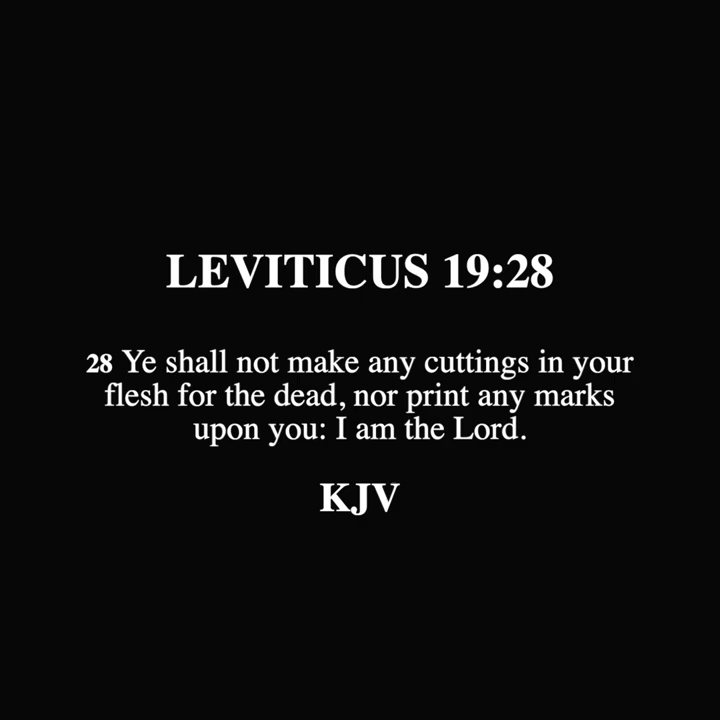 LEVITICUS 19:28
28 Ye shall not make any cuttings in your
flesh for the dead, nor print any marks
upon you: I am the Lord.
KJV